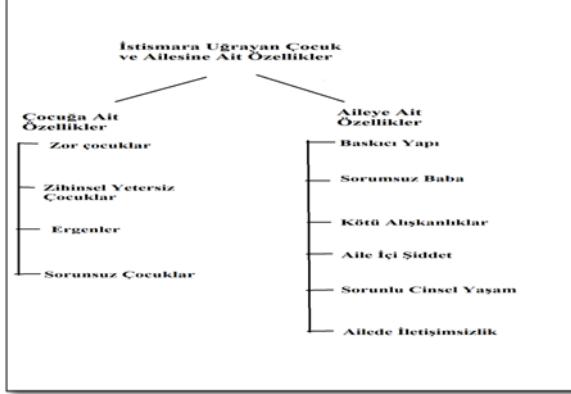 İstismara Uğrayan Çocuk
ve Ailesine Ait Özellikler
Çocuğa Ait
Özellikler
Zor çocuklar
Zihinsel Yetersiz
Çocuklar
Ergenler
Sorunsuz Çocuklar
Aileye Ait
Özellikler
Baskıcı Yapı
Sorumsuz Baba
Kötü Alışkanlıklar
Aile İçi Şiddet
Sorunlu Cinsel Yaşam
Ailede İletişimsizlik